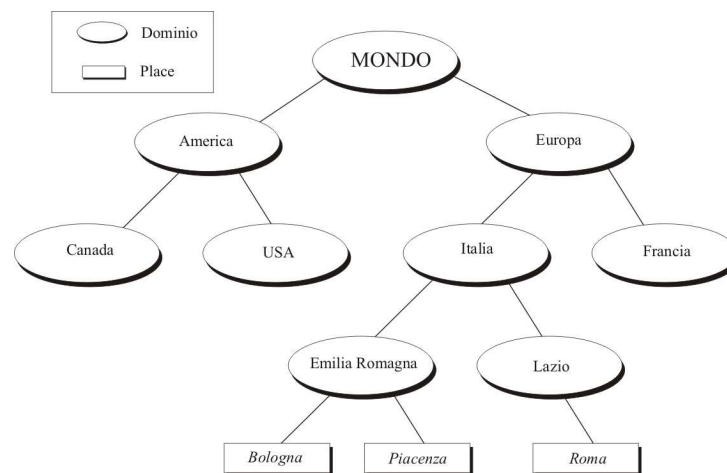 Dominio
Place
MONDO
America
Europa
Canada
USA
Italia
Francia
Emilia Romagna
Lazio
Bologna
Piacenza
Roma